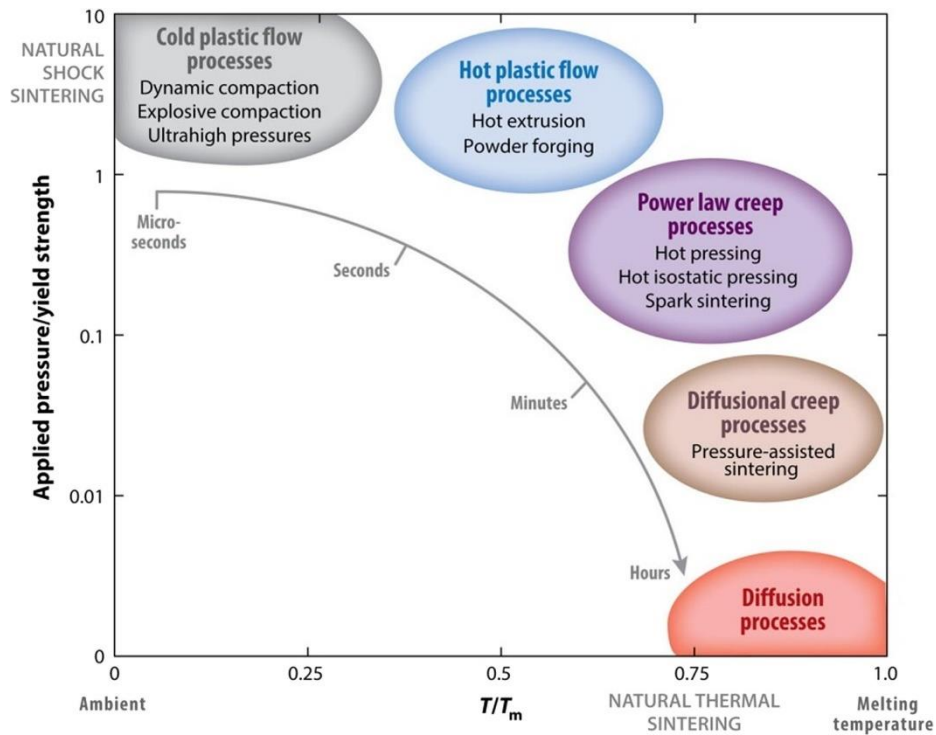 10
NATURAL
SHOCK
SINTERING
Cold plastic flow
processes
Dynamic compaction
Explosive compaction
Ultrahigh pressures
Hot plastic flow
processes
Hot extrusion
Powder forging
1
Power law creep
processes
Hot pressing
Hot isostatic pressing
Spark sintering
Micro-
seconds
Seconds
Applied pressure/yield strength
0.1
Minutes
Diffusional creep
processes
Pressure-assisted
sintering
0.01
Hours
Diffusion
processes
0
0 0.25 0.5 0.75 1.0
Ambient
T/Tm
NATURAL THERMAL
SINTERING
Melting
temperature